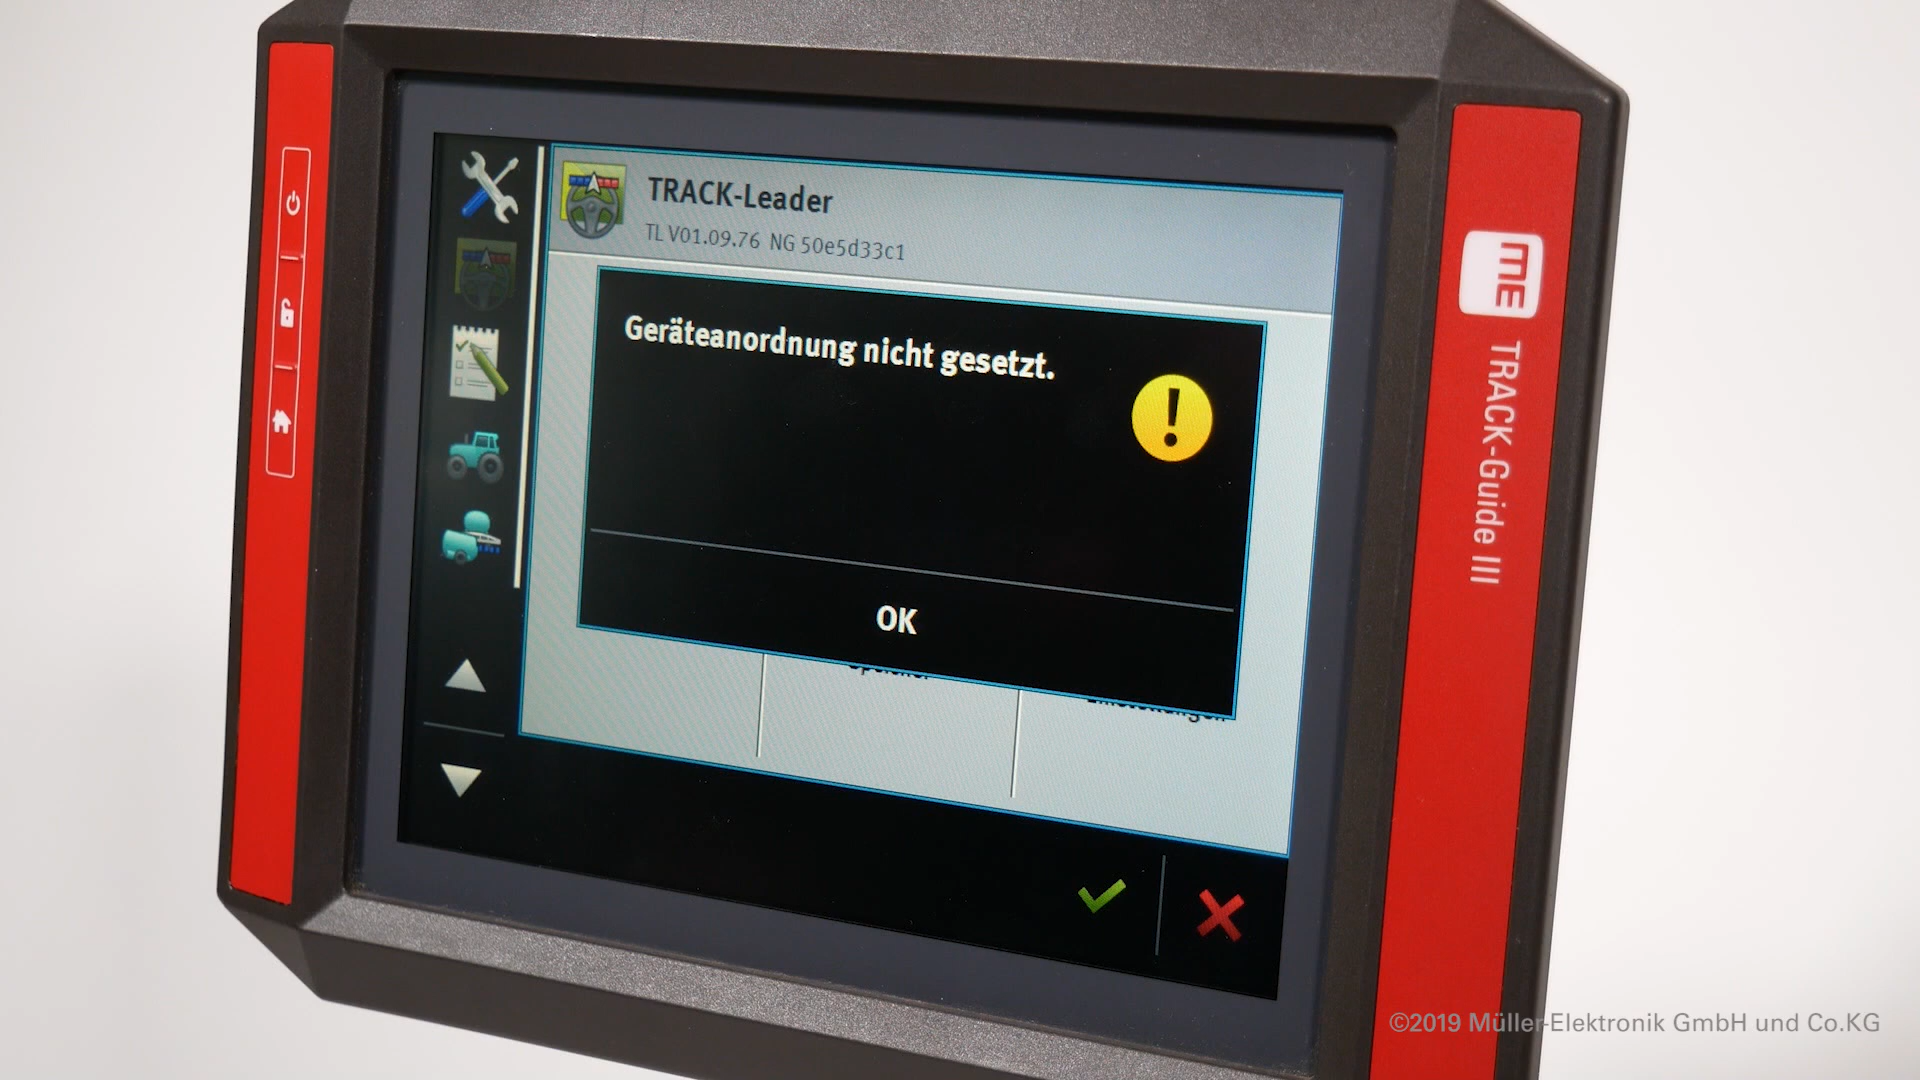 TRACK-Leader
TL V01.09.76 NG 50e5d33c1
Geräteanordnung nicht gesetzt.
!
OK
ME
TRACK-Guide III
©2019 Müller-Elektronik GmbH und Co.KG